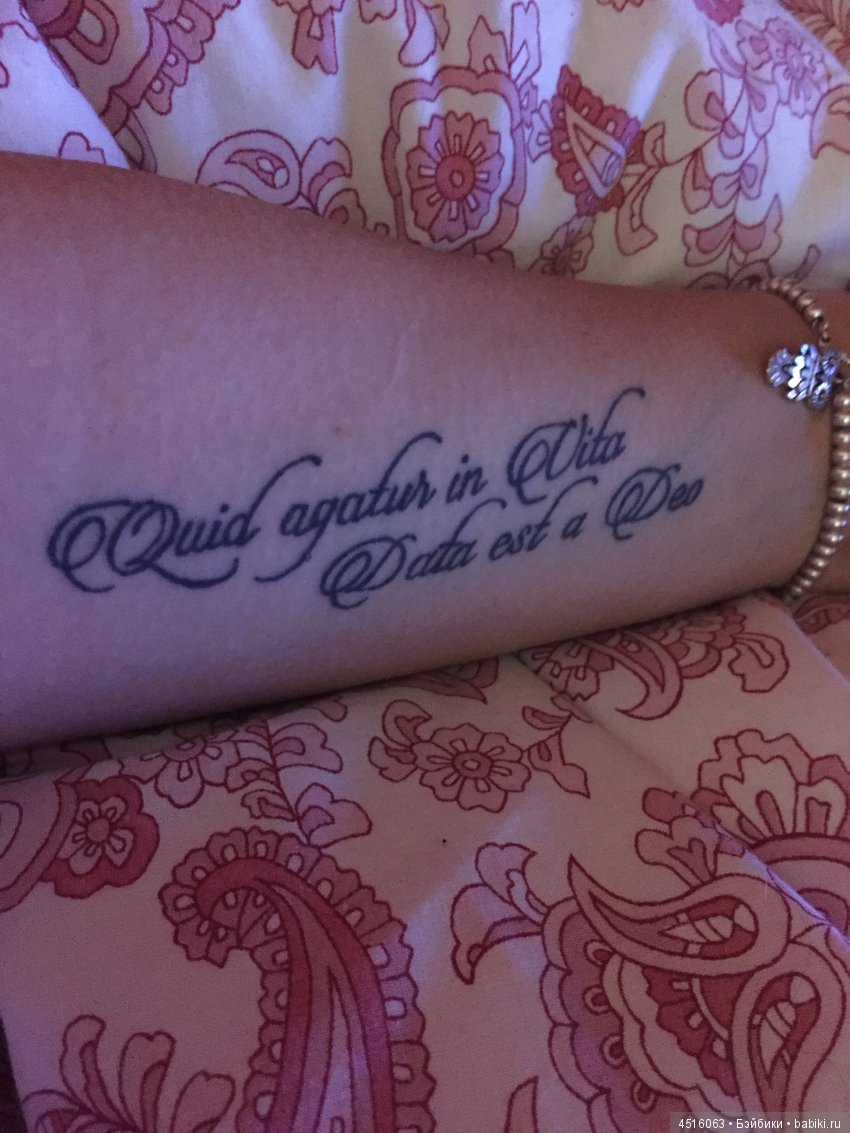 Quid agatur in Vita
Data est a Deo
4516063 • Бэйбики • babiki.ru